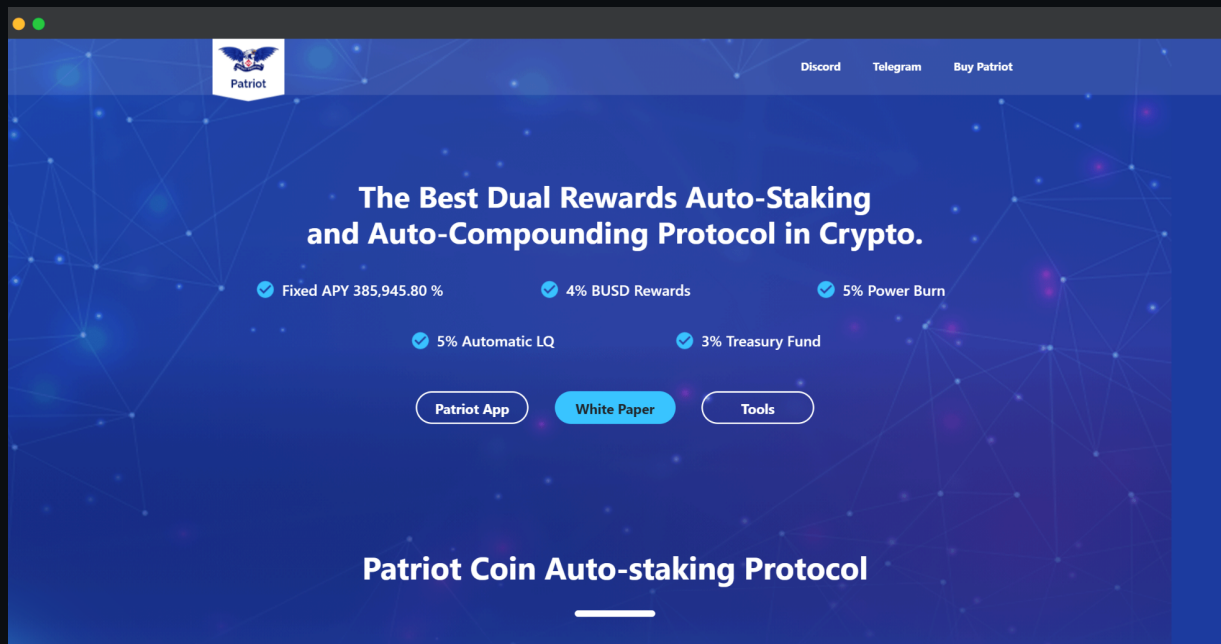 Patriot
Discord
Telegram
Buy Patriot
The Best Dual Rewards Auto-Staking
and Auto-Compounding Protocol in Crypto.
Fixed APY 385,945.80 %
4% BUSD Rewards
5% Power Burn
5% Automatic LQ
3% Treasury Fund
Patriot App
White Paper
Tools
Patriot Coin Auto-staking Protocol